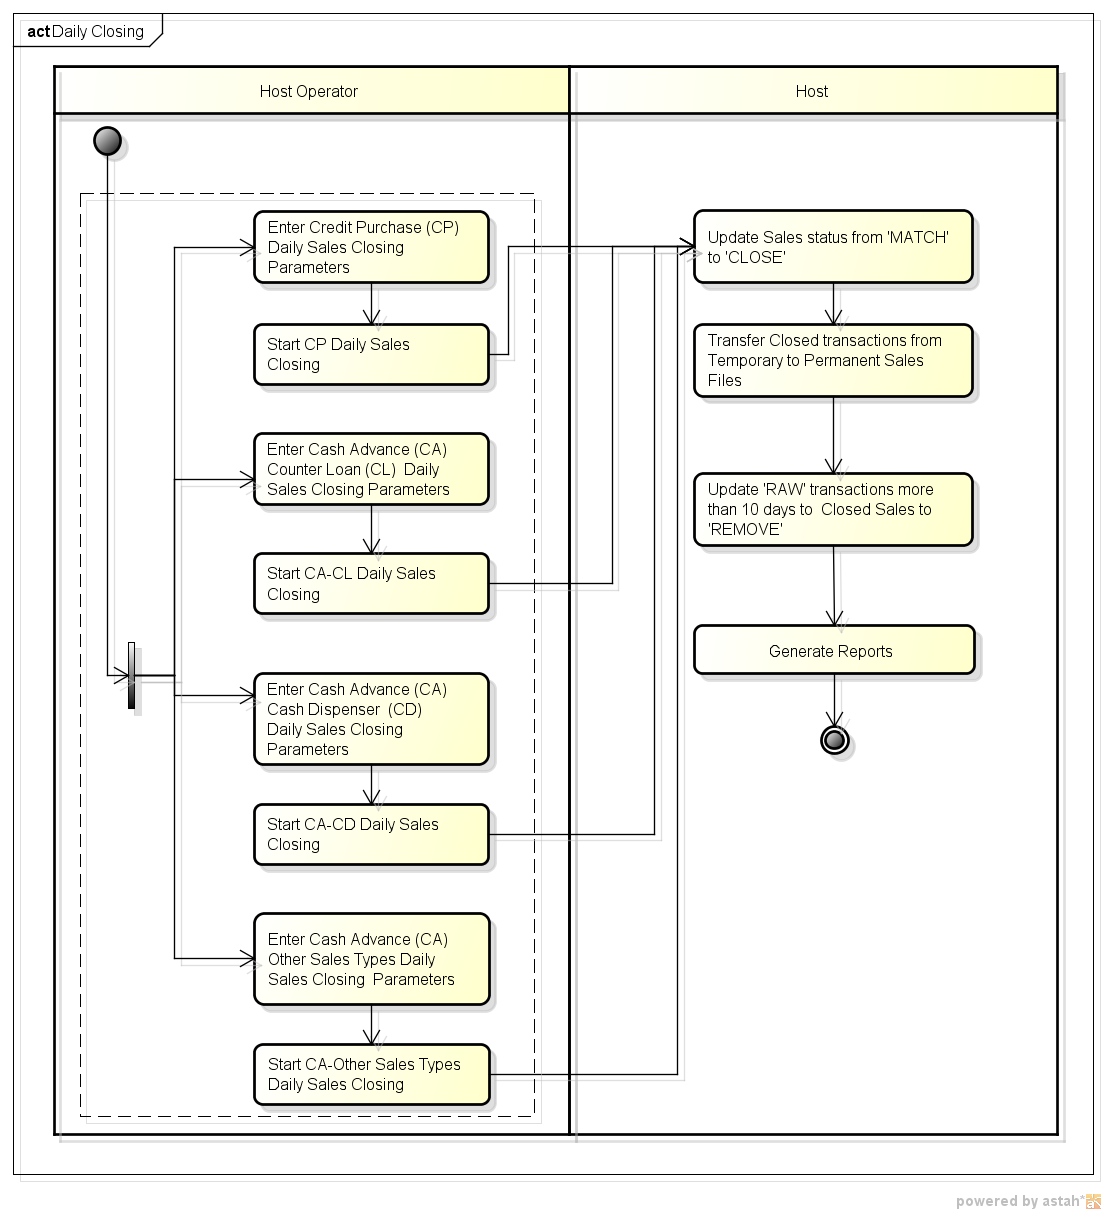 act Daily Closing
Host Operator
Host
Enter Credit Purchase (CP)
Daily Sales Closing
Parameters
Start CP Daily Sales
Closing
Enter Cash Advance (CA)
Counter Loan (CL)  Daily
Sales Closing Parameters
Start CA-CL Daily Sales
Closing
Enter Cash Advance (CA)
Cash Dispenser  (CD)
Daily Sales Closing
Parameters
Start CA-CD Daily Sales
Closing
Enter Cash Advance (CA)
Other Sales Types Daily
Sales Closing  Parameters
Start CA-Other Sales Types
Daily Sales Closing
Update Sales status from 'MATCH'
to 'CLOSE'
Transfer Closed transactions from
Temporary to Permanent Sales
Files
Update 'RAW' transactions more
than 10 days to  Closed Sales to
'REMOVE'
Generate Reports
powered by astah*